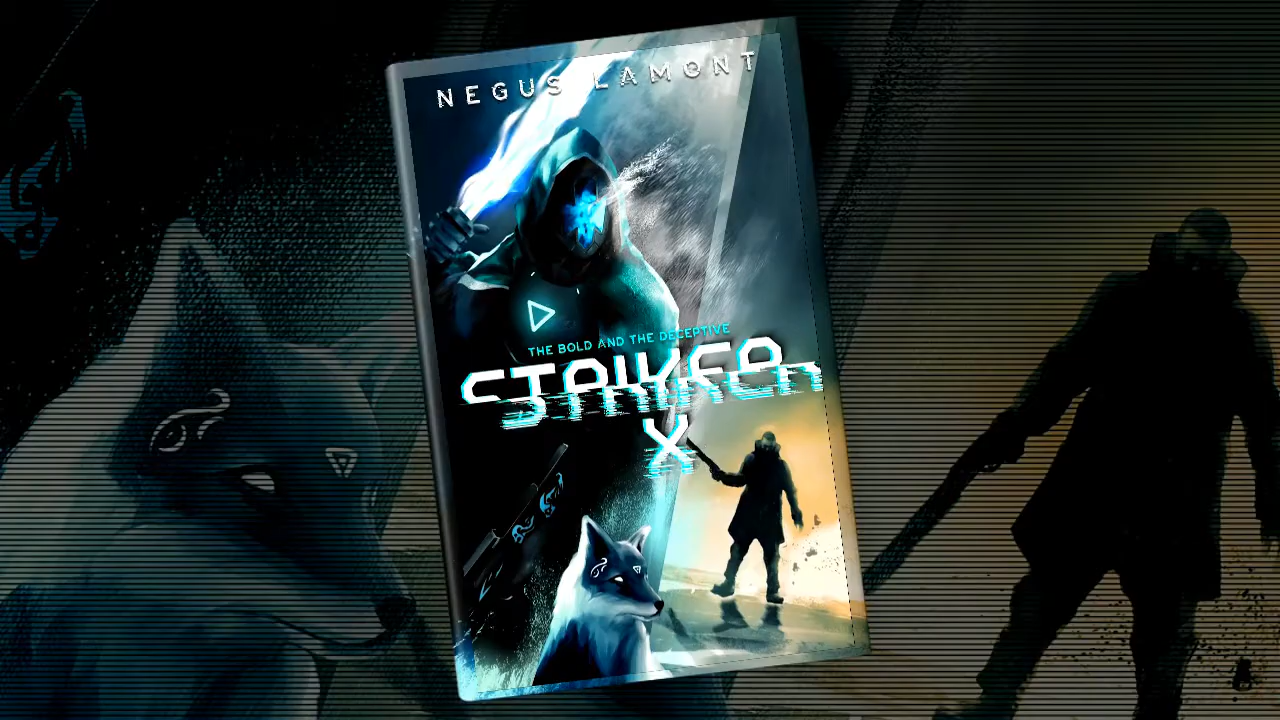 NEGUS LAMONT
THE BOLD AND THE DECEPTIVE
STRIKER
X